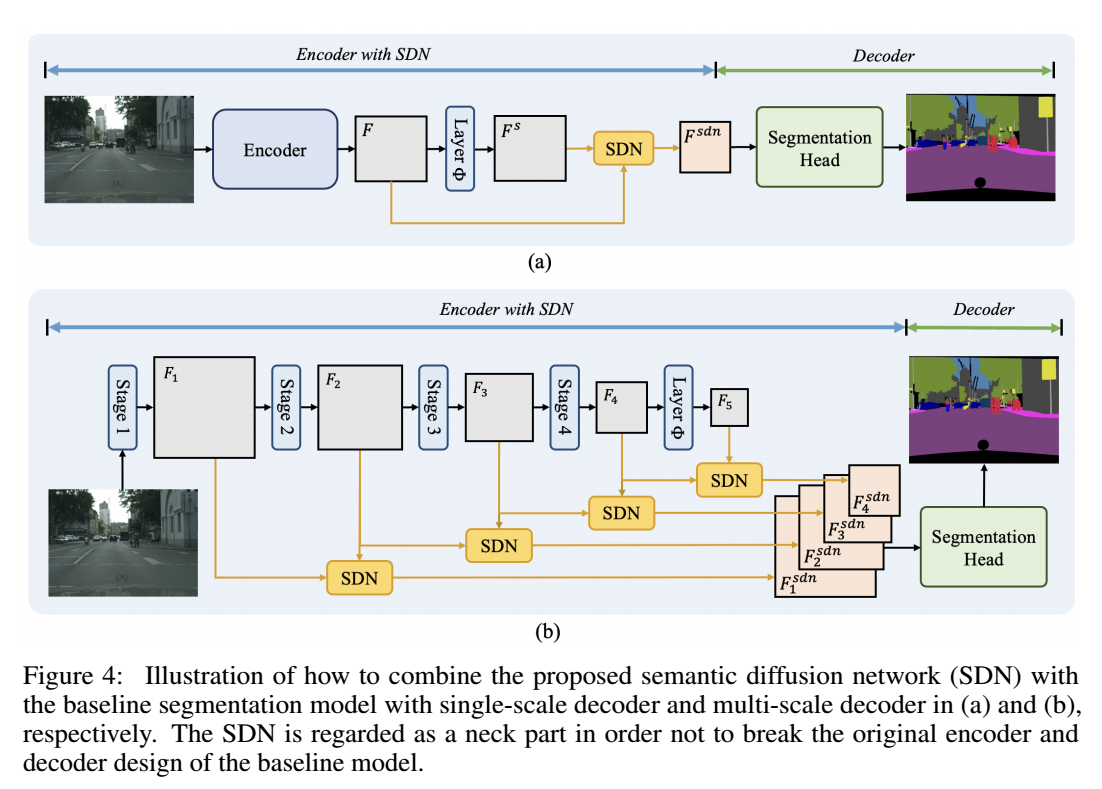 Encoder with SDN
Decoder
Encoder
F
Layer Φ
F^s
SDN
F^sdn
Segmentation
Head
(a)
Encoder with SDN
Decoder
Stage 1
F_1
Stage 2
F_2
Stage 3
F_3
Stage 4
F_4
Layer Φ
F_5
SDN
SDN
SDN
SDN
F_4^sdn
F_3^sdn
F_2^sdn
F_1^sdn
Segmentation
Head
(b)
Figure 4: Illustration of how to combine the proposed semantic diffusion network (SDN) with
the baseline segmentation model with single-scale decoder and multi-scale decoder in (a) and (b),
respectively. The SDN is regarded as a neck part in order not to break the original encoder and
decoder design of the baseline model.